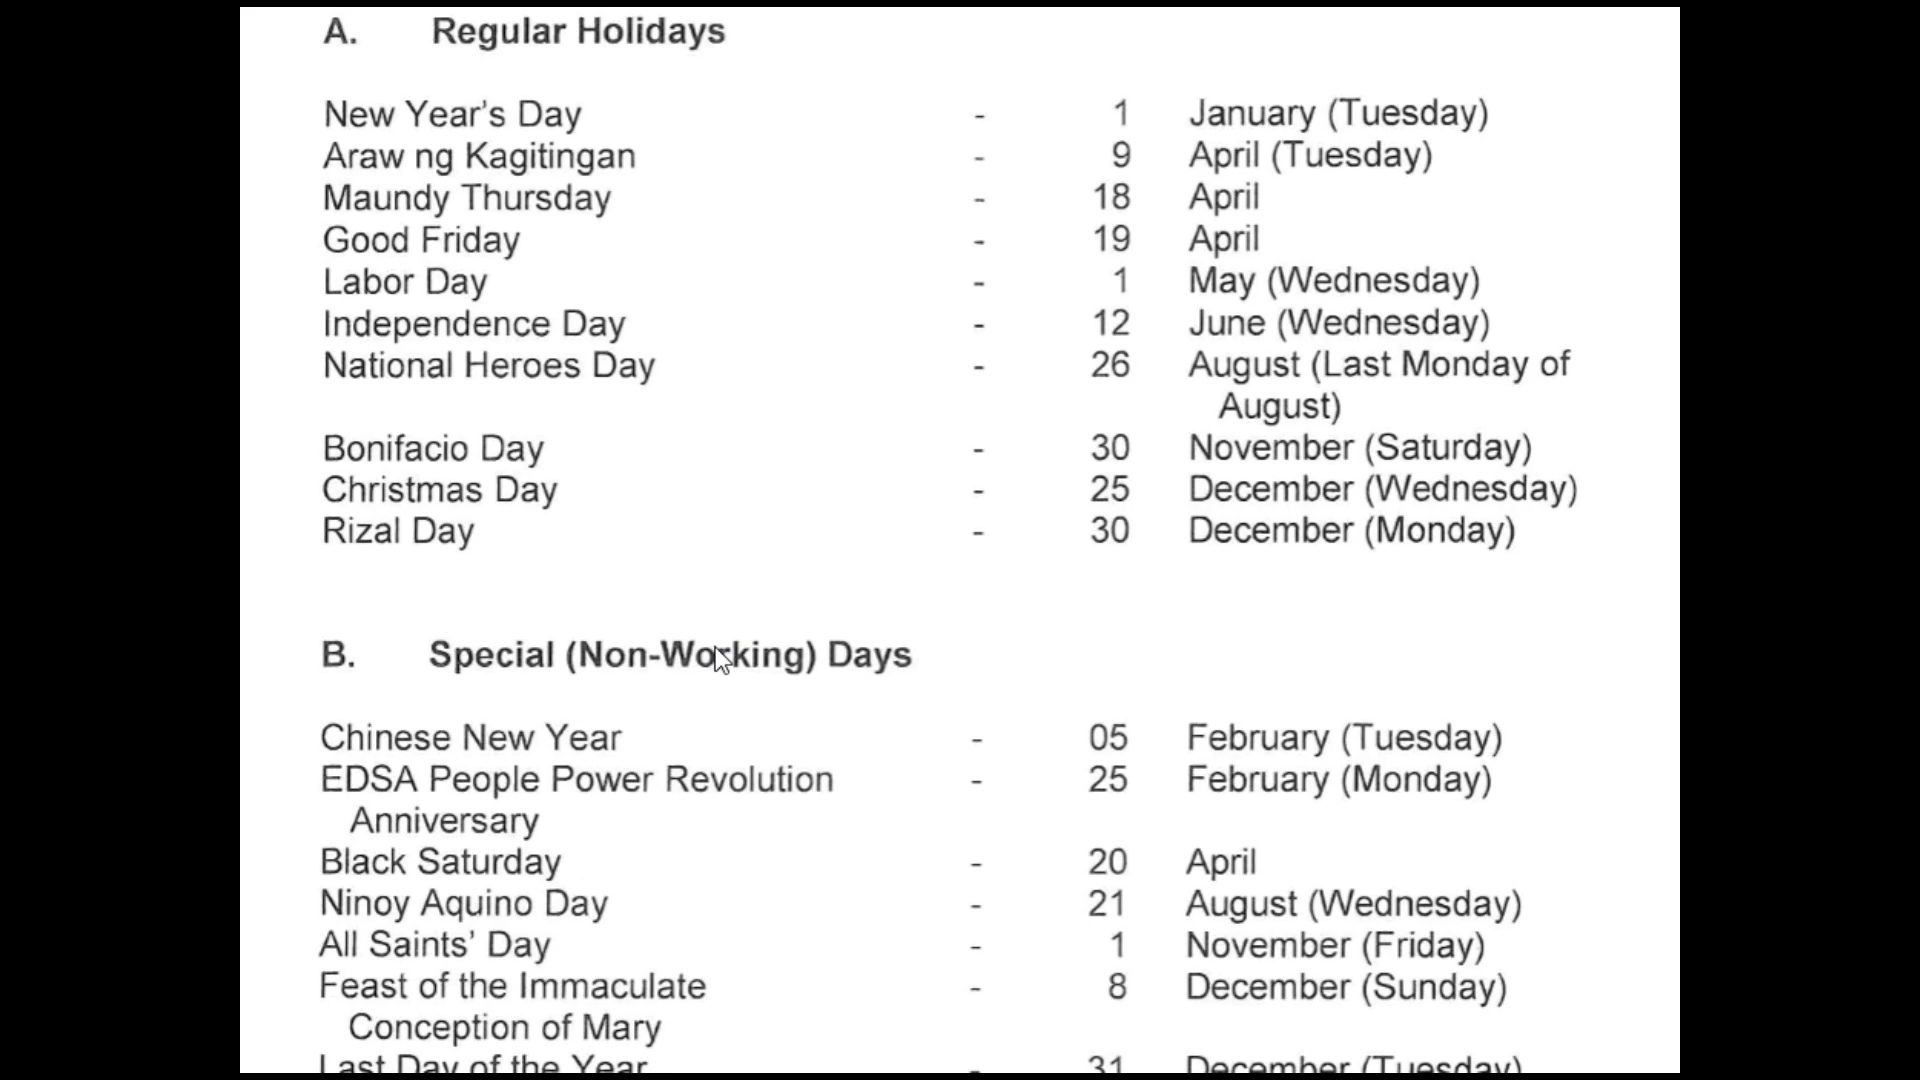 A. Regular Holidays
New Year's Day - 1 January (Tuesday)
Araw ng Kagitingan - 9 April (Tuesday)
Maundy Thursday - 18 April
Good Friday - 19 April
Labor Day - 1 May (Wednesday)
Independence Day - 12 June (Wednesday)
National Heroes Day - 26 August (Last Monday of
August)
Bonifacio Day - 30 November (Saturday)
Christmas Day - 25 December (Wednesday)
Rizal Day - 30 December (Monday)
B. Special (Non-Working) Days
Chinese New Year - 05 February (Tuesday)
EDSA People Power Revolution - 25 February (Monday)
Anniversary
Black Saturday - 20 April
Ninoy Aquino Day - 21 August (Wednesday)
All Saints' Day - 1 November (Friday)
Feast of the Immaculate - 8 December (Sunday)
Conception of Mary
Last Day of the Year - 31 December (Tuesday)